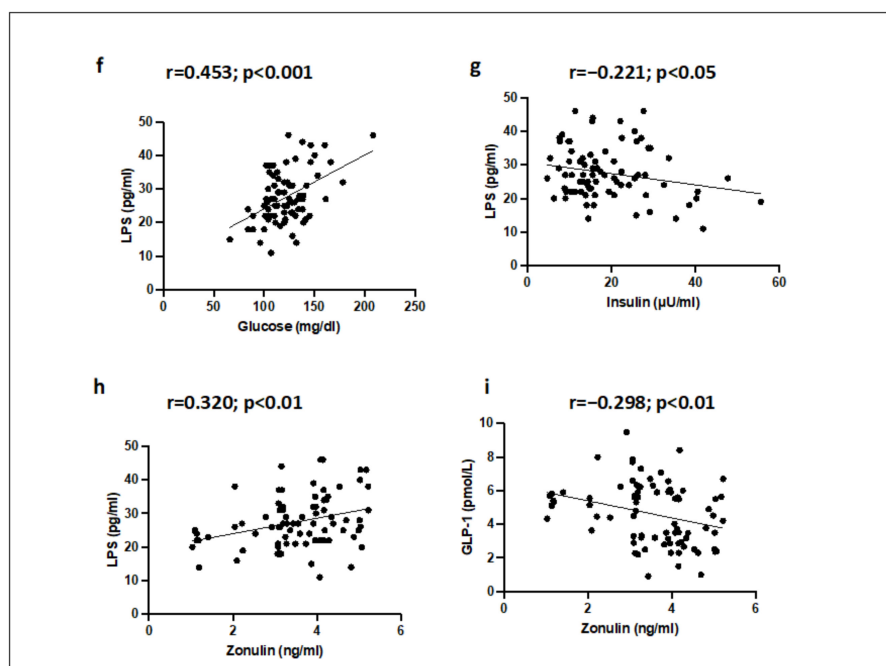 f
r=0.453; p<0.001
50
40
30
20
10
0
LPS (pg/ml)
0 50 100 150 200 250
Glucose (mg/dl)
g
r=−0.221; p<0.05
50
40
30
20
10
0
LPS (pg/ml)
0 20 40 60
Insulin (μU/ml)
h
r=0.320; p<0.01
50
40
30
20
10
0
LPS (pg/ml)
0 2 4 6
Zonulin (ng/ml)
i
r=−0.298; p<0.01
10
8
6
4
2
0
GLP-1 (pmol/L)
0 2 4 6
Zonulin (ng/ml)